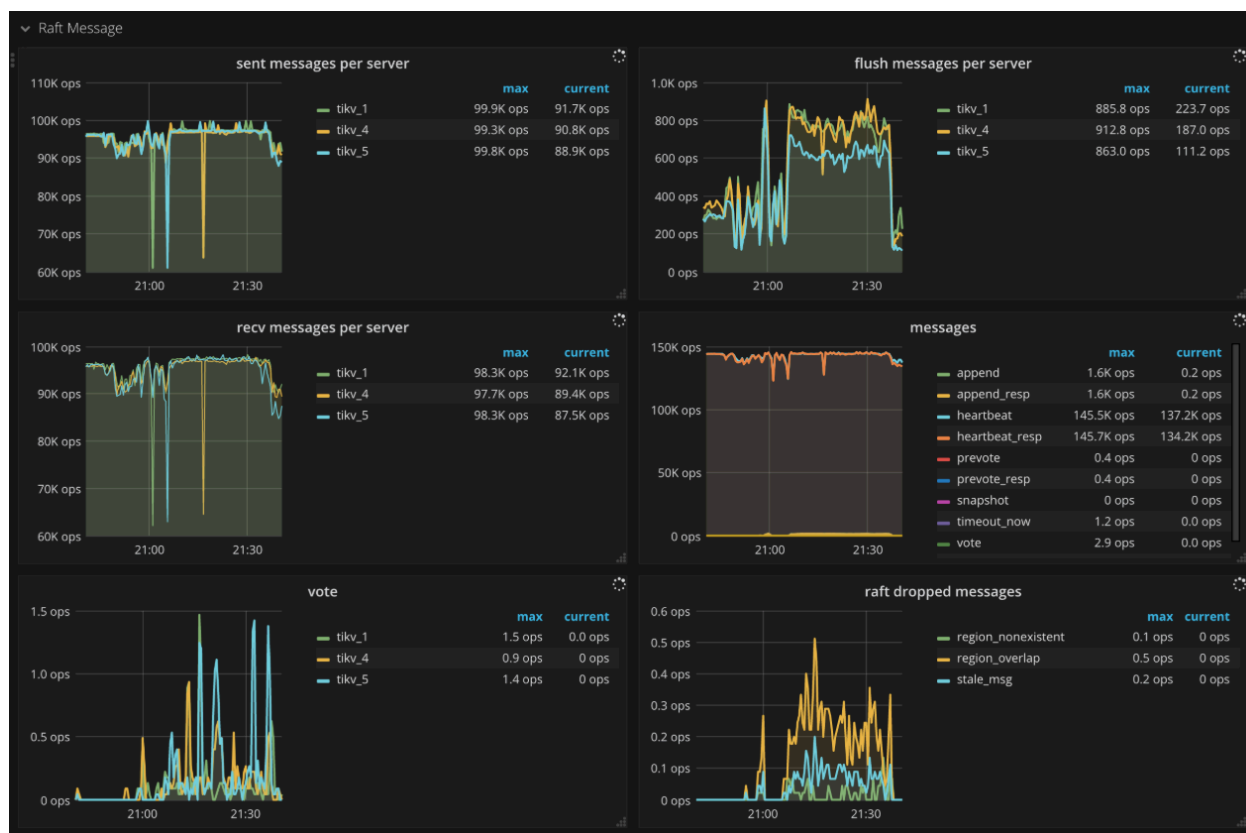 Raft Message
sent messages per server
max current
110K ops
100K ops
90K ops
80K ops
70K ops
60K ops
21:00 21:30
tikv_1 99.9K ops 91.7K ops
tikv_4 99.3K ops 90.8K ops
tikv_5 99.8K ops 88.9K ops
flush messages per server
max current
1.0K ops
800 ops
600 ops
400 ops
200 ops
0 ops
21:00 21:30
tikv_1 885.8 ops 223.7 ops
tikv_4 912.8 ops 187.0 ops
tikv_5 863.0 ops 111.2 ops
recv messages per server
max current
100K ops
90K ops
80K ops
70K ops
60K ops
21:00 21:30
tikv_1 98.3K ops 92.1K ops
tikv_4 97.7K ops 89.4K ops
tikv_5 98.3K ops 87.5K ops
messages
max current
150K ops
100K ops
50K ops
0 ops
21:00 21:30
append 1.6K ops 0.2 ops
append_resp 1.6K ops 0.2 ops
heartbeat 145.5K ops 137.2K ops
heartbeat_resp 145.7K ops 134.2K ops
prevote 0.4 ops 0 ops
prevote_resp 0.4 ops 0 ops
snapshot 0 ops 0 ops
timeout_now 1.2 ops 0.0 ops
vote 2.9 ops 0.0 ops
vote
max current
1.5 ops
1.0 ops
0.5 ops
0 ops
21:00 21:30
tikv_1 1.5 ops 0.0 ops
tikv_4 0.9 ops 0 ops
tikv_5 1.4 ops 0 ops
raft dropped messages
max current
0.6 ops
0.5 ops
0.4 ops
0.3 ops
0.2 ops
0.1 ops
0 ops
21:00 21:30
region_nonexistent 0.1 ops 0 ops
region_overlap 0.5 ops 0 ops
stale_msg 0.2 ops 0 ops